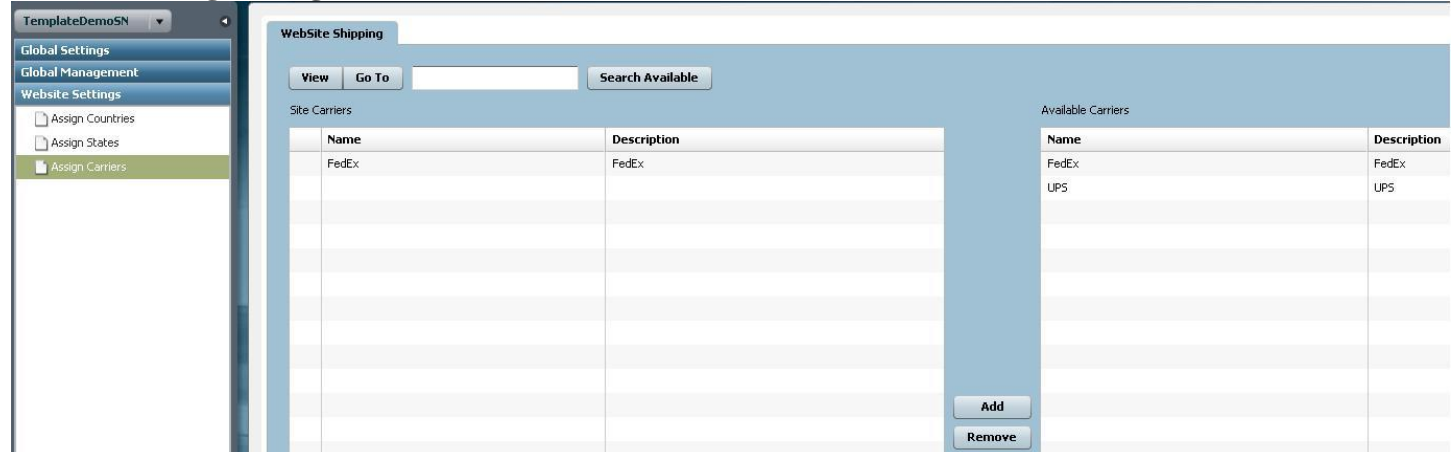 TemplateDemoSN
Global Settings
Global Management
Website Settings
Assign Countries
Assign States
Assign Carriers
WebSite Shipping
View Go To Search Available
Site Carriers
Name Description
FedEx FedEx
Add
Remove
Available Carriers
Name Description
FedEx FedEx
UPS UPS